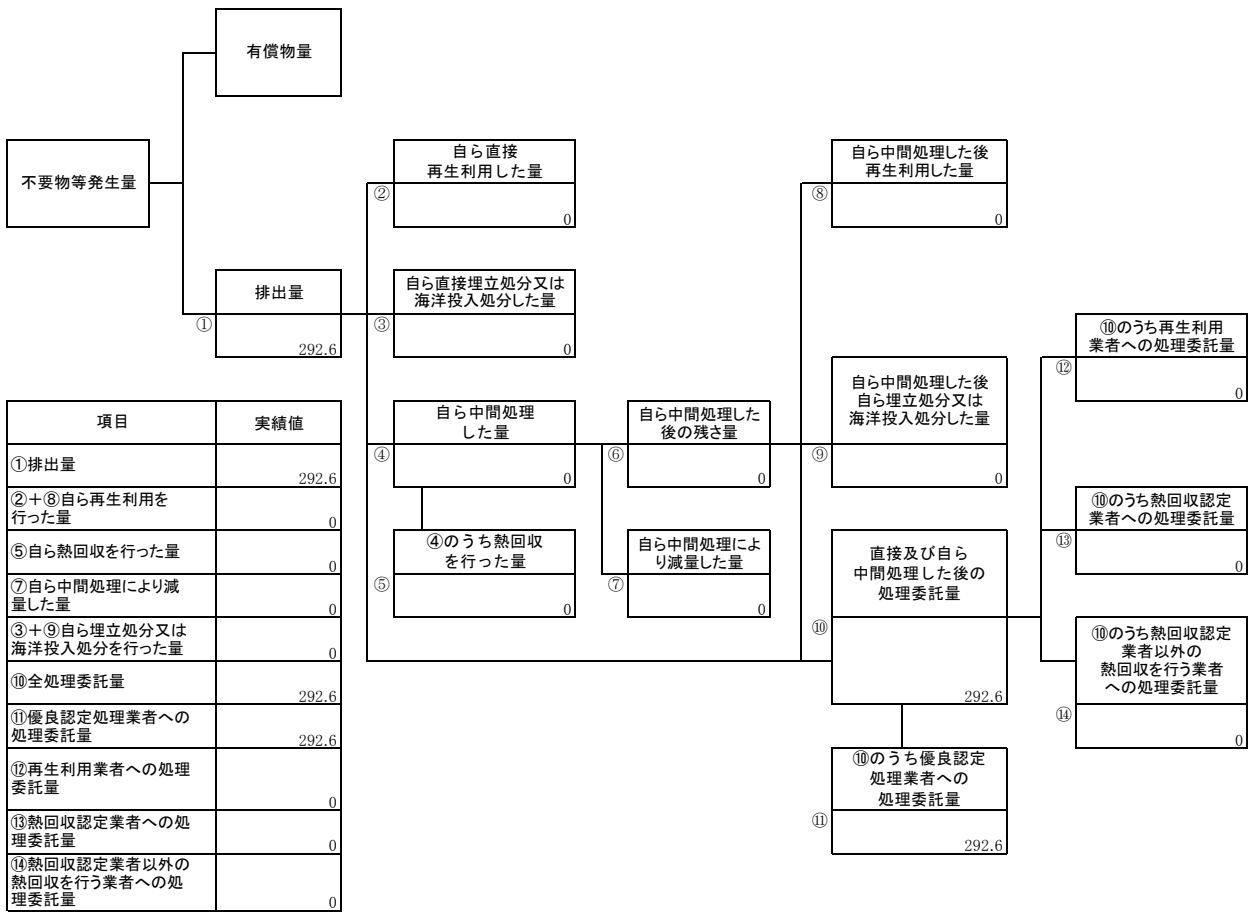 有償物量
不要物等発生量
排出量
①
292.6
自ら直接
再生利用した量
②
0
自ら直接埋立処分又は
海洋投入処分した量
③
0
自ら中間処理
した量
④
0
④のうち熱回収
を行った量
⑤
0
自ら中間処理した
後の残さ量
⑥
0
自ら中間処理によ
り減量した量
⑦
0
自ら中間処理した後
再生利用した量
⑧
0
自ら中間処理した後
自ら埋立処分又は
海洋投入処分した量
⑨
0
直接及び自ら
中間処理した後の
処理委託量
⑩
292.6
⑩のうち優良認定
処理業者への
処理委託量
⑪
292.6
⑩のうち再生利用
業者への処理委託量
⑫
0
⑩のうち熱回収認定
業者への処理委託量
⑬
0
⑩のうち熱回収認定
業者以外の
熱回収を行う業者
への処理委託量
⑭
0
項目 実績値
①排出量
292.6
②+⑧自ら再生利用を
行った量
0
⑤自ら熱回収を行った量
0
⑦自ら中間処理により減
量した量
0
③+⑨自ら埋立処分又は
海洋投入処分を行った量
0
⑩全処理委託量
292.6
⑪優良認定処理業者への
処理委託量
292.6
⑫再生利用業者への処理
委託量
0
⑬熱回収認定業者への処
理委託量
0
⑭熱回収認定業者以外の
熱回収を行う業者への処
理委託量
0